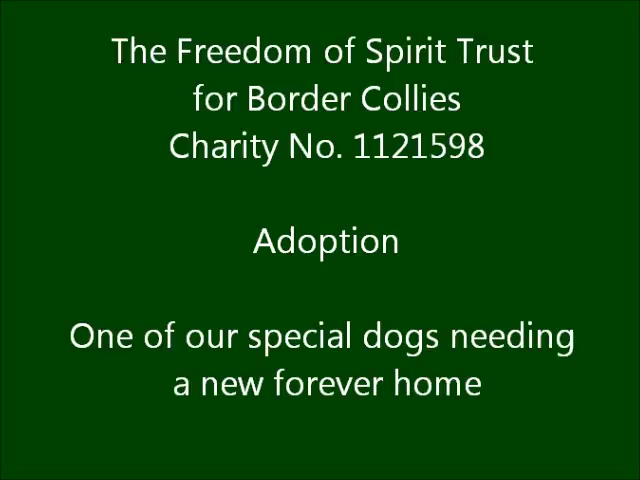 The Freedom of Spirit Trust
for Border Collies
Charity No. 1121598
Adoption
One of our special dogs needing
a new forever home